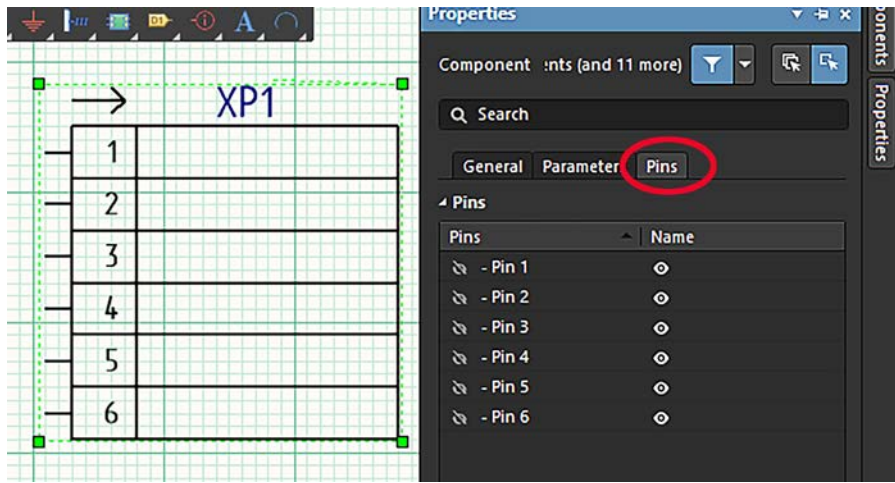 D1
A
Properties
Component :nts (and 11 more)
Search
General Parameter Pins
Pins
Pins Name
- Pin 1
- Pin 2
- Pin 3
- Pin 4
- Pin 5
- Pin 6
XP1
1
2
3
4
5
6
ponents
Properties